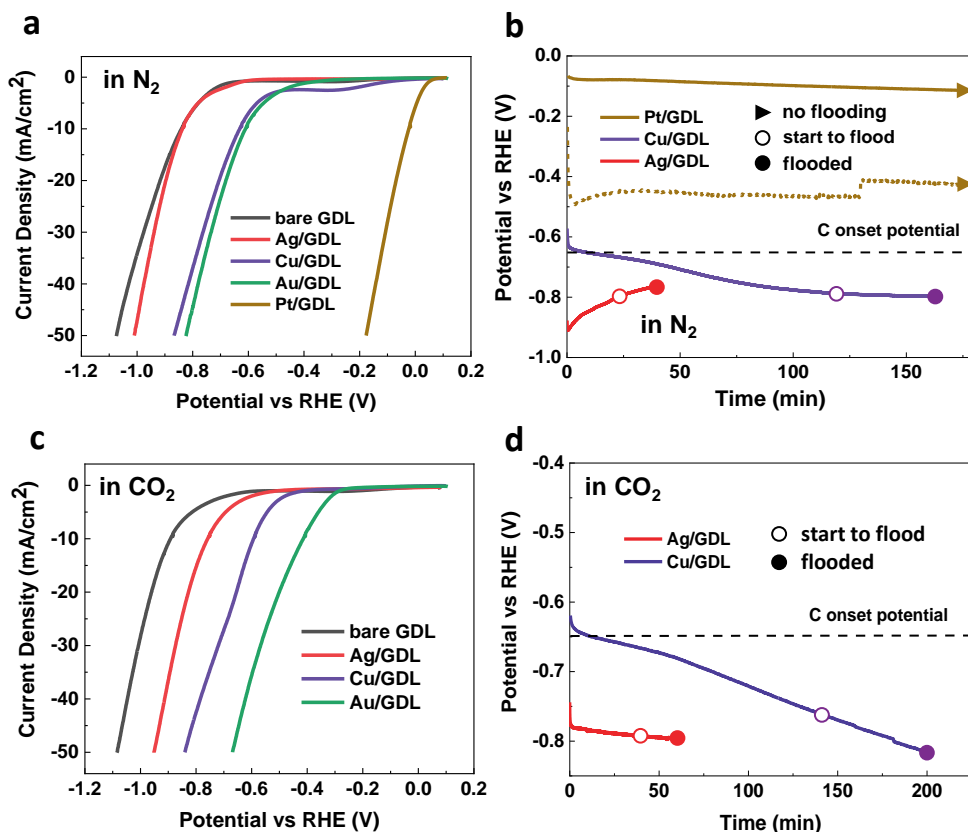 a
in N₂
Current Density (mA/cm²)
0
-10
-20
-30
-40
-50
bare GDL
Ag/GDL
Cu/GDL
Au/GDL
Pt/GDL
-1.2 -1.0 -0.8 -0.6 -0.4 -0.2 0.0 0.2
Potential vs RHE (V)
b
Potential vs RHE (V)
0.0
-0.2
-0.4
-0.6
-0.8
-1.0
Pt/GDL
Cu/GDL
Ag/GDL
no flooding
start to flood
flooded
C onset potential
in N₂
0 50 100 150
Time (min)
c
in CO₂
Current Density (mA/cm²)
0
-10
-20
-30
-40
-50
bare GDL
Ag/GDL
Cu/GDL
Au/GDL
-1.2 -1.0 -0.8 -0.6 -0.4 -0.2 0.0 0.2
Potential vs RHE (V)
d
in CO₂
Potential vs RHE (V)
-0.4
-0.5
-0.6
-0.7
-0.8
Ag/GDL
Cu/GDL
start to flood
flooded
C onset potential
0 50 100 150 200
Time (min)